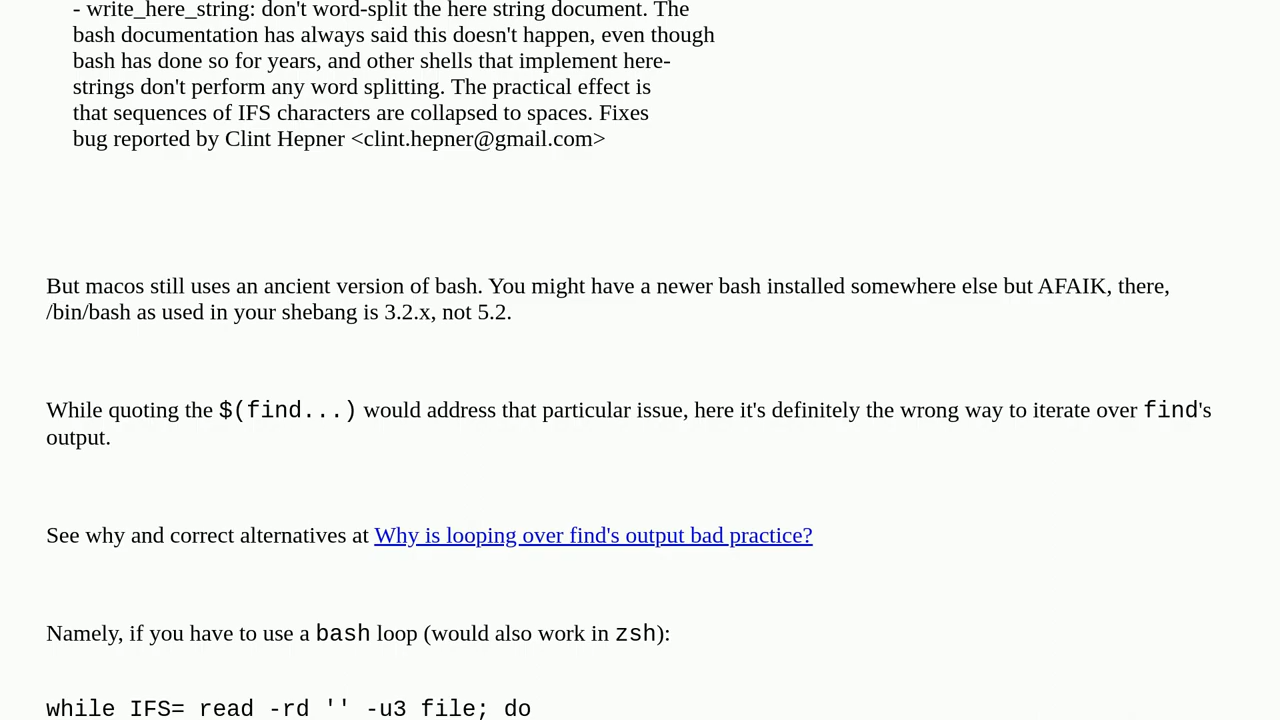 - write_here_string: don't word-split the here string document. The
bash documentation has always said this doesn't happen, even though
bash has done so for years, and other shells that implement here-
strings don't perform any word splitting. The practical effect is
that sequences of IFS characters are collapsed to spaces. Fixes
bug reported by Clint Hepner <clint.hepner@gmail.com>
But macos still uses an ancient version of bash. You might have a newer bash installed somewhere else but AFAIK, there,
/bin/bash as used in your shebang is 3.2.x, not 5.2.
While quoting the $(find...) would address that particular issue, here it's definitely the wrong way to iterate over find's
output.
See why and correct alternatives at Why is looping over find's output bad practice?
Namely, if you have to use a bash loop (would also work in zsh):
while IFS= read -rd '' -u3 file; do